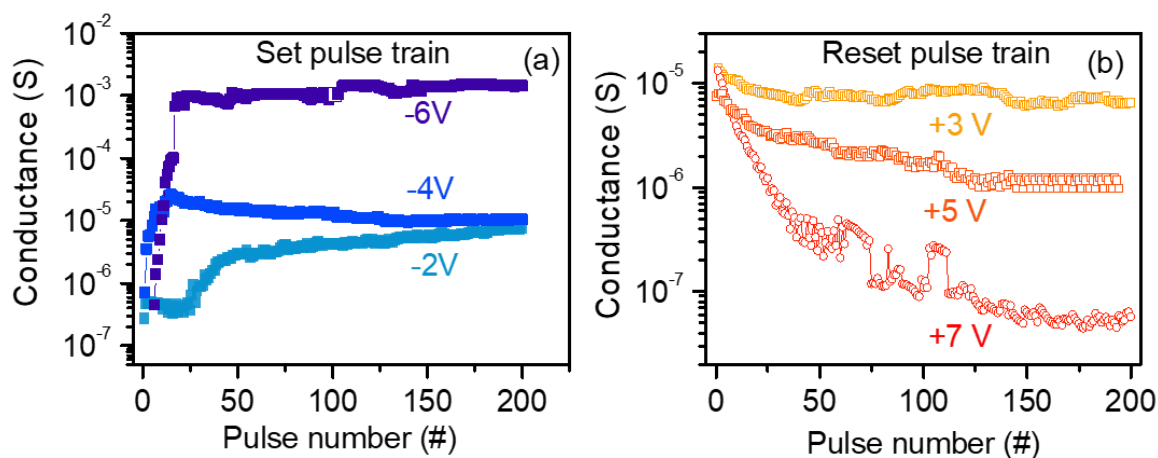 Set pulse train (a)
Conductance (S)
10⁻³
10⁻⁴
10⁻⁵
10⁻⁶
10⁻⁷
-6V
-4V
-2V
0 50 100 150 200
Pulse number (#)
Reset pulse train (b)
Conductance (S)
10⁻⁵
10⁻⁶
10⁻⁷
+3 V
+5 V
+7 V
0 50 100 150 200
Pulse number (#)